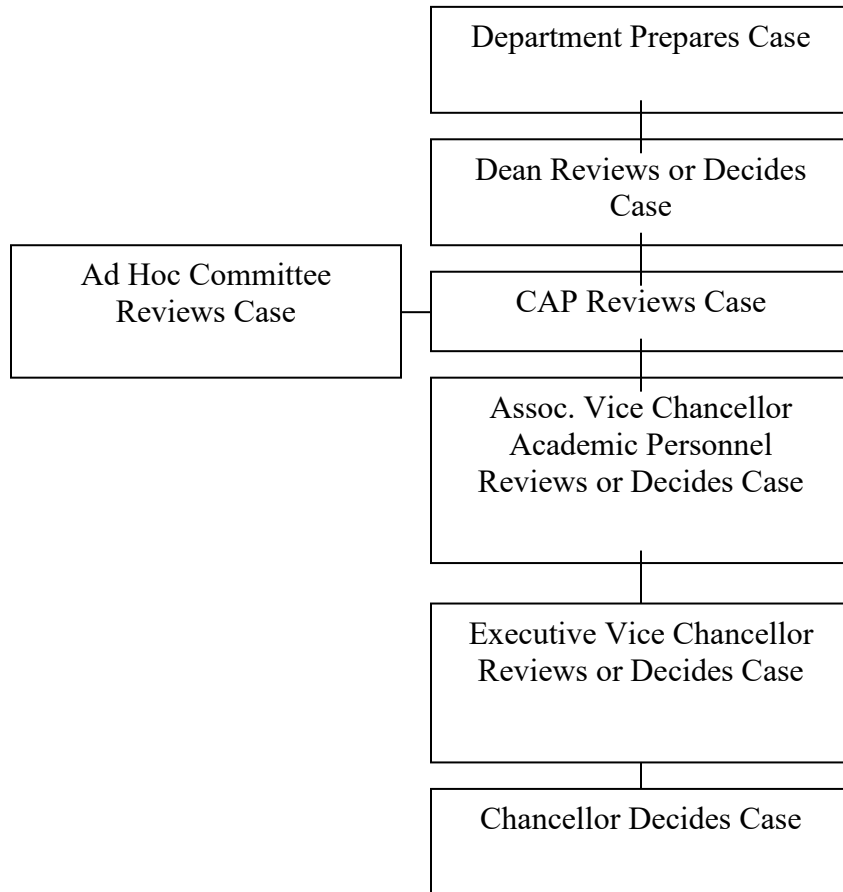 Department Prepares Case
Dean Reviews or Decides
Case
Ad Hoc Committee
Reviews Case
CAP Reviews Case
Assoc. Vice Chancellor
Academic Personnel
Reviews or Decides Case
Executive Vice Chancellor
Reviews or Decides Case
Chancellor Decides Case